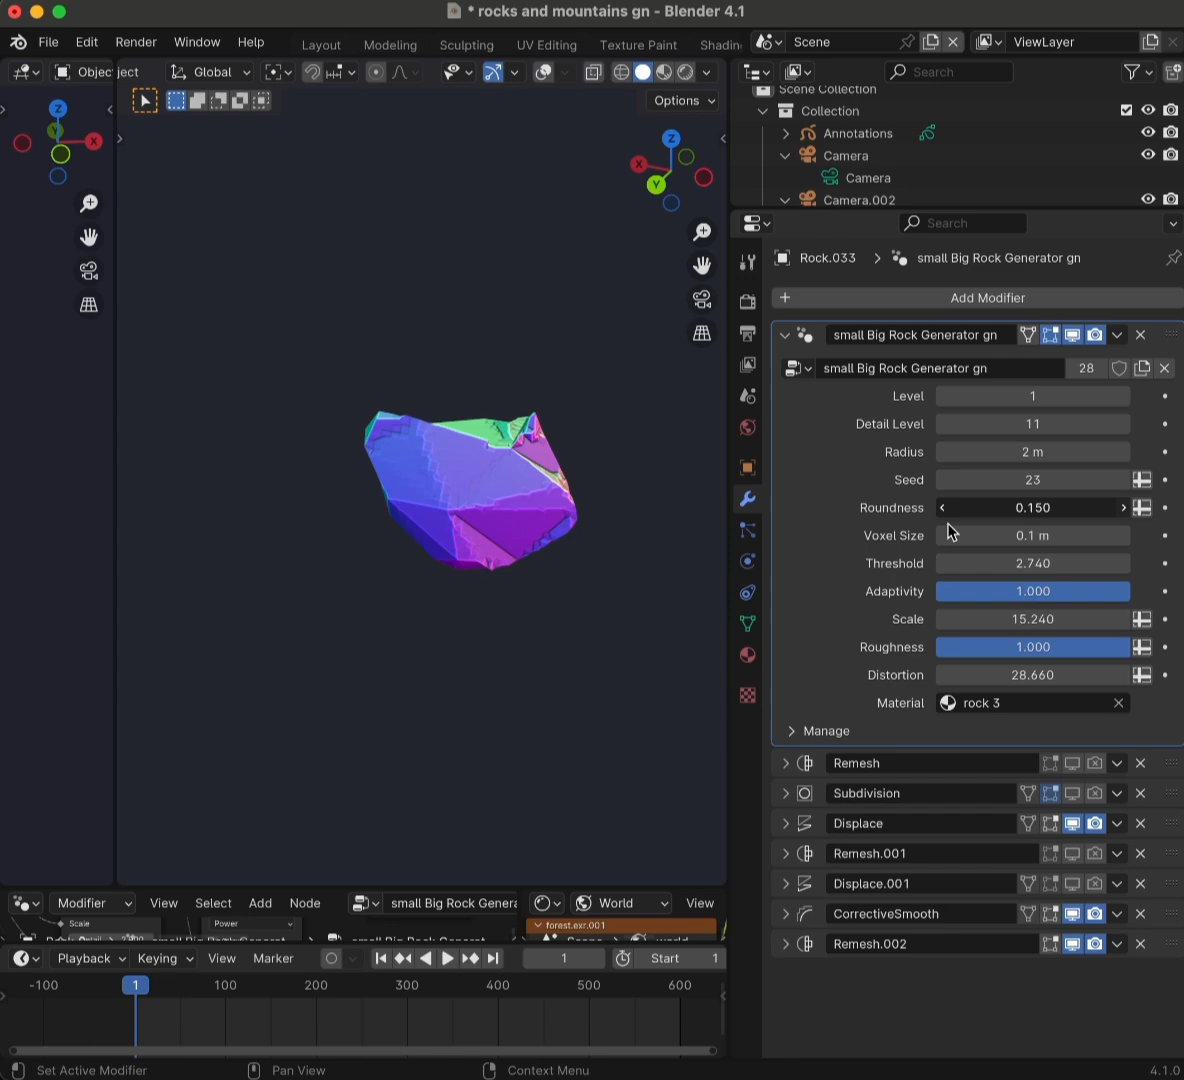 * rocks and mountains gn - Blender 4.1
File Edit Render Window Help Layout Modeling Sculpting UV Editing Texture Paint Scene ViewLayer
Global Search
Options
Scene Collection
Collection
Annotations
Camera
Camera
Camera.002
Search
Rock.033 > small Big Rock Generator gn
+ Add Modifier
small Big Rock Generator gn
small Big Rock Generator gn 28
Level 1
Detail Level 11
Radius 2 m
Seed 23
Roundness 0.150
Voxel Size 0.1 m
Threshold 2.740
Adaptivity 1.000
Scale 15.240
Roughness 1.000
Distortion 28.660
Material rock 3
Manage
Remesh
Subdivision
Displace
Remesh.001
Displace.001
CorrectiveSmooth
Remesh.002
Z X Y
Z X Y
Modifier View Select Add Node small Big Rock Genera World View
Scale Power forest.exr.001
Playback Keying View Marker 1 Start 1
-100 1 100 200 300 400 500 600
Set Active Modifier Pan View Context Menu 4.1.0